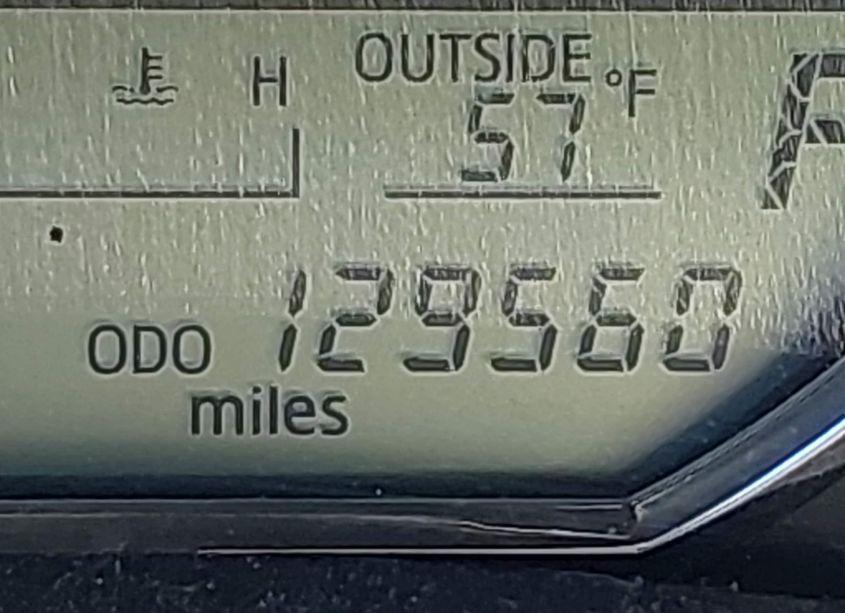 H OUTSIDE
57 °F
ODO 129560
miles